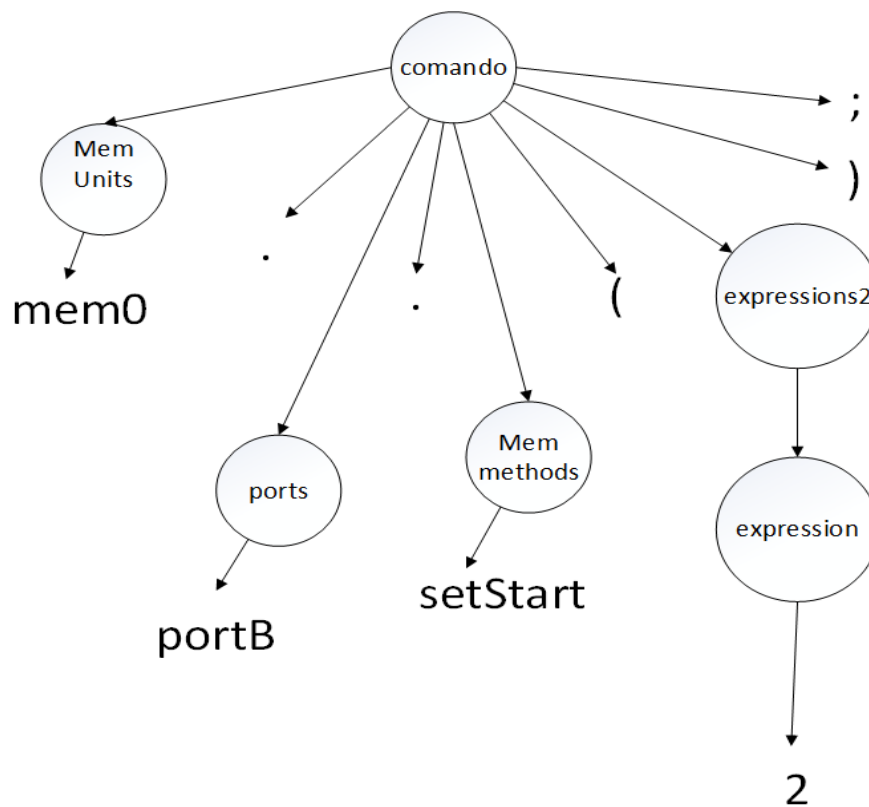 comando
;
Mem
Units
)
.
mem0
.
(
expressions2
Mem
methods
ports
expression
setStart
portB
2